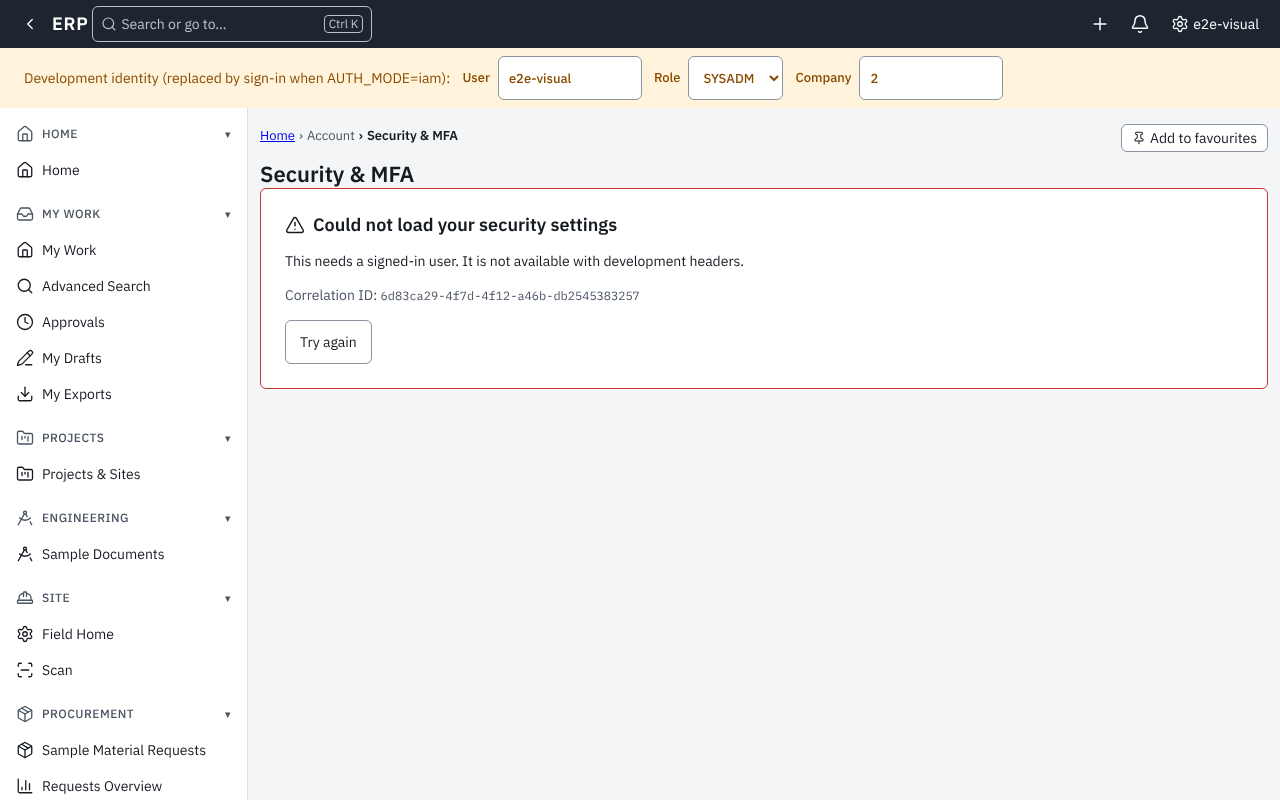 ERP
Search or go to...
Ctrl K
e2e-visual
Development identity (replaced by sign-in when AUTH_MODE=iam):
User
e2e-visual
Role
SYSADM
Company
2
HOME
Home
MY WORK
My Work
Advanced Search
Approvals
My Drafts
My Exports
PROJECTS
Projects & Sites
ENGINEERING
Sample Documents
SITE
Field Home
Scan
PROCUREMENT
Sample Material Requests
Requests Overview
Home › Account › Security & MFA
Add to favourites
Security & MFA
Could not load your security settings
This needs a signed-in user. It is not available with development headers.
Correlation ID: 6d83ca29-4f7d-4f12-a46b-db2545383257
Try again